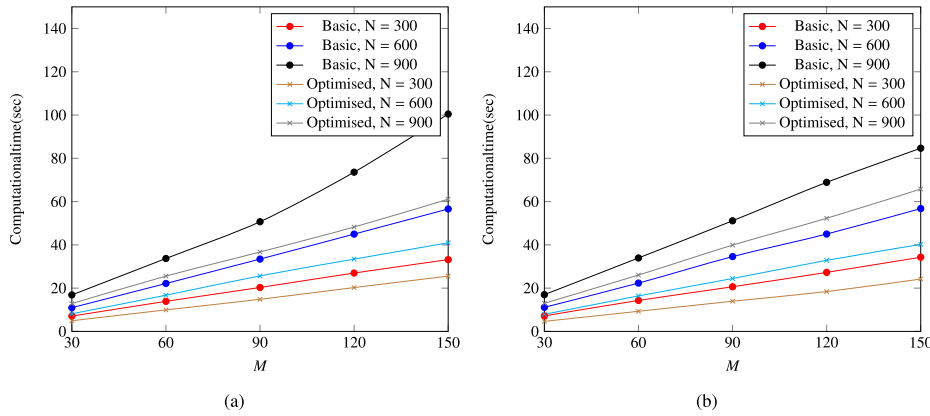 140
120
100
80
60
40
20
0
Computationaltime(sec)
Basic, N = 300
Basic, N = 600
Basic, N = 900
Optimised, N = 300
Optimised, N = 600
Optimised, N = 900
30 60 90 120 150
M
(a)
140
120
100
80
60
40
20
0
Computationaltime(sec)
Basic, N = 300
Basic, N = 600
Basic, N = 900
Optimised, N = 300
Optimised, N = 600
Optimised, N = 900
30 60 90 120 150
M
(b)